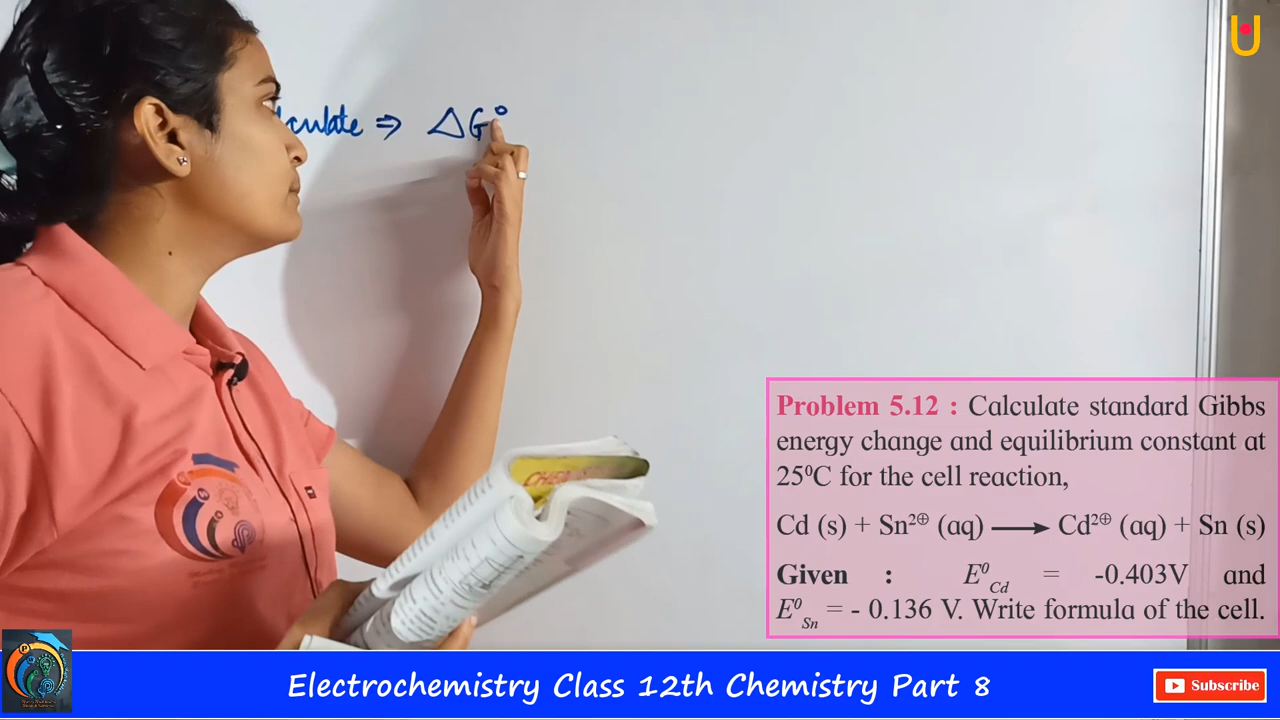 culate ⇒ △G°
Problem 5.12 : Calculate standard Gibbs
energy change and equilibrium constant at
25⁰C for the cell reaction,
Cd (s) + Sn²⊕ (aq) ⟶ Cd²⊕ (aq) + Sn (s)
Given : E⁰Cd = -0.403V and
E⁰Sn = - 0.136 V. Write formula of the cell.
Electrochemistry Class 12th Chemistry Part 8
Subscribe